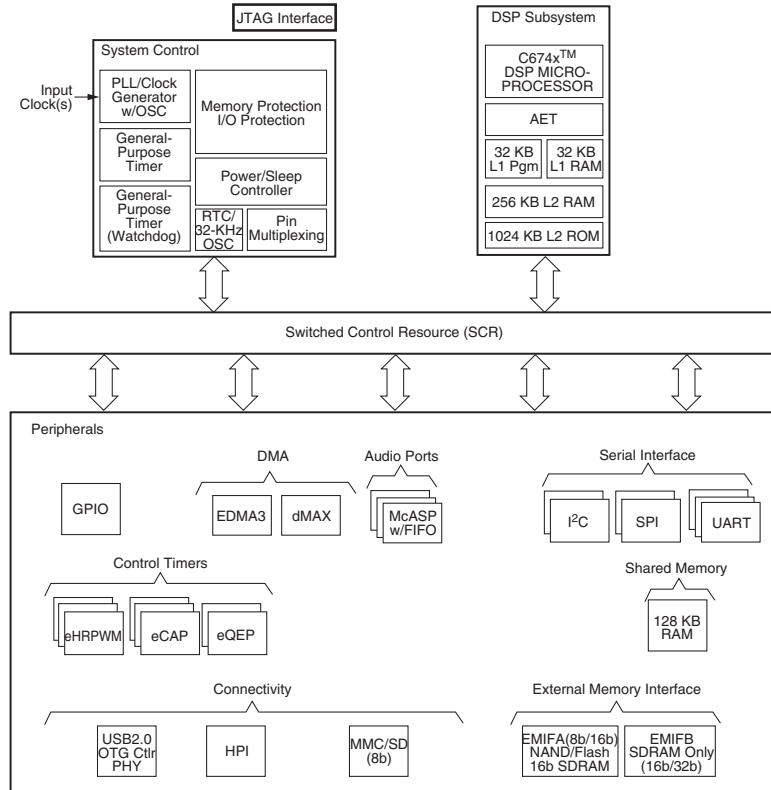 JTAG Interface
System Control
Input
Clock(s)
PLL/Clock
Generator
w/OSC
General-
Purpose
Timer
General-
Purpose
Timer
(Watchdog)
Memory Protection
I/O Protection
Power/Sleep
Controller
RTC/
32-KHz
OSC
Pin
Multiplexing
DSP Subsystem
C674x™
DSP MICRO-
PROCESSOR
AET
32 KB
L1 Pgm
32 KB
L1 RAM
256 KB L2 RAM
1024 KB L2 ROM
Switched Control Resource (SCR)
Peripherals
GPIO
DMA
EDMA3
dMAX
Audio Ports
McASP
w/FIFO
Serial Interface
I²C
SPI
UART
Control Timers
eHRPWM
eCAP
eQEP
Shared Memory
128 KB
RAM
Connectivity
USB2.0
OTG Ctlr
PHY
HPI
MMC/SD
(8b)
External Memory Interface
EMIFA(8b/16b)
NAND/Flash
16b SDRAM
EMIFB
SDRAM Only
(16b/32b)